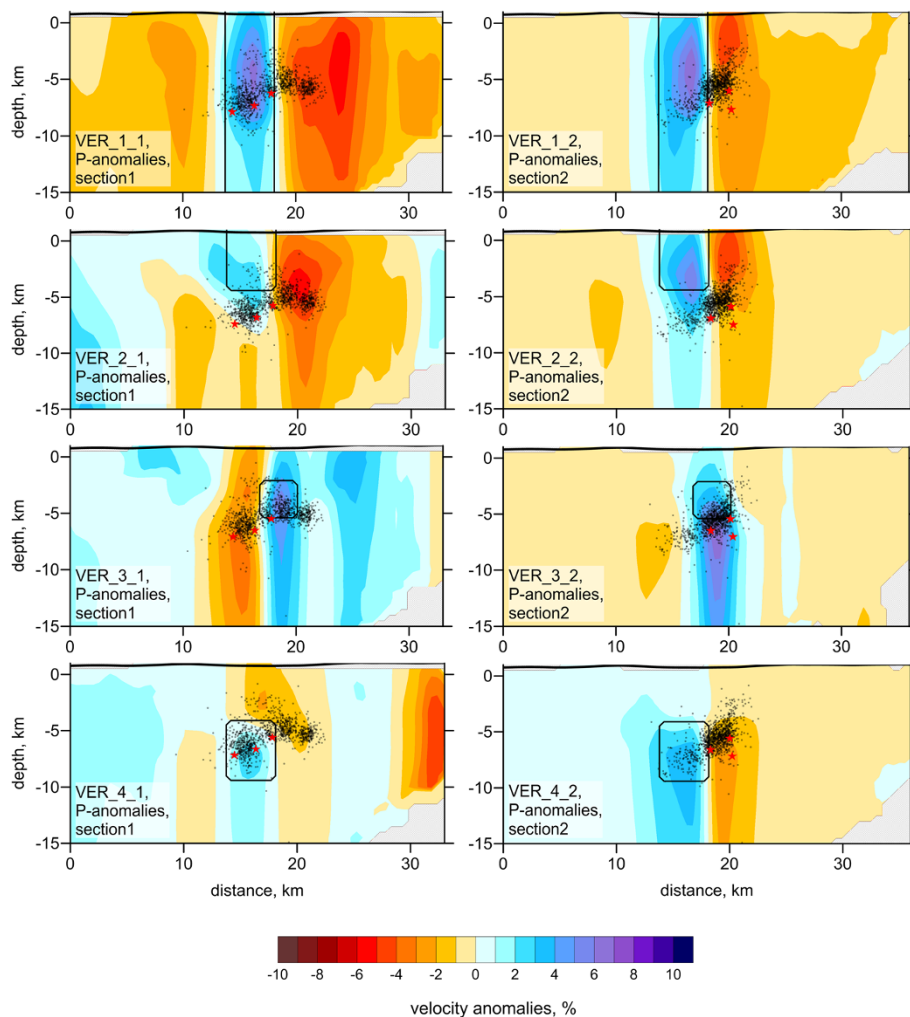 depth, km
0
-5
-10
-15
VER_1_1,
P-anomalies,
section1
0 10 20 30
0
-5
-10
-15
VER_1_2,
P-anomalies,
section2
0 10 20 30
depth, km
0
-5
-10
-15
VER_2_1,
P-anomalies,
section1
0 10 20 30
0
-5
-10
-15
VER_2_2,
P-anomalies,
section2
0 10 20 30
depth, km
0
-5
-10
-15
VER_3_1,
P-anomalies,
section1
0 10 20 30
0
-5
-10
-15
VER_3_2,
P-anomalies,
section2
0 10 20 30
depth, km
0
-5
-10
-15
VER_4_1,
P-anomalies,
section1
0 10 20 30
distance, km
0
-5
-10
-15
VER_4_2,
P-anomalies,
section2
0 10 20 30
distance, km
-10 -8 -6 -4 -2 0 2 4 6 8 10
velocity anomalies, %